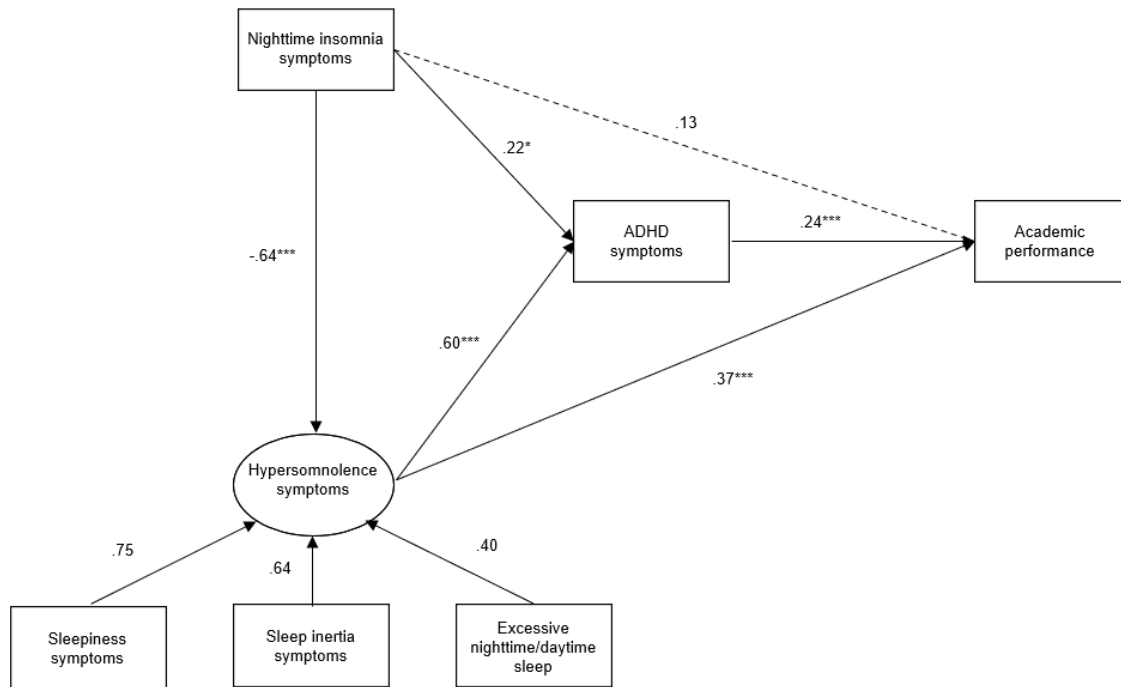 Nighttime insomnia
symptoms
.13
.22*
ADHD
symptoms
.24***
Academic
performance
-.64***
.60***
.37***
Hypersomnolence
symptoms
.75
.64
.40
Sleepiness
symptoms
Sleep inertia
symptoms
Excessive
nighttime/daytime
sleep